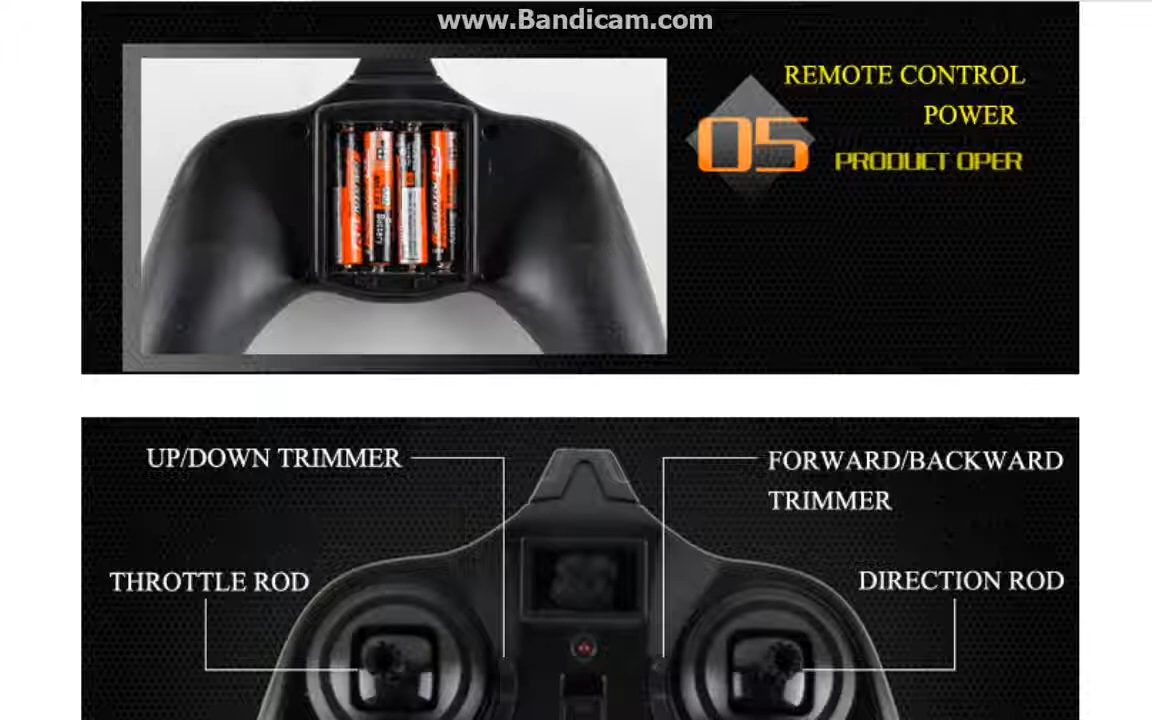 www.Bandicam.com
REMOTE CONTROL
POWER
05
PRODUCT OPER
UP/DOWN TRIMMER
FORWARD/BACKWARD
TRIMMER
THROTTLE ROD
DIRECTION ROD